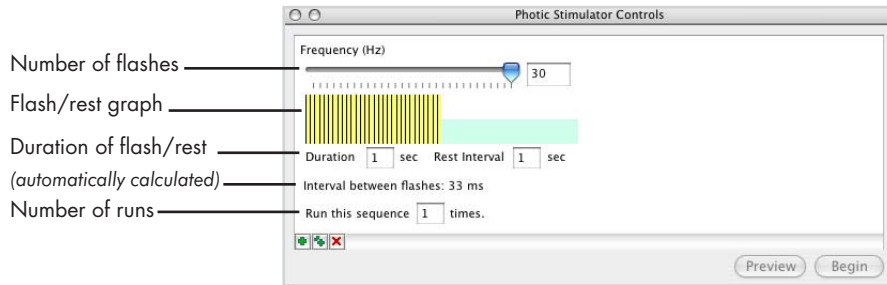 Photic Stimulator Controls
Frequency (Hz)
Number of flashes
30
Flash/rest graph
Duration of flash/rest
Duration 1 sec Rest Interval 1 sec
(automatically calculated)
Interval between flashes: 33 ms
Number of runs
Run this sequence 1 times.
Preview Begin